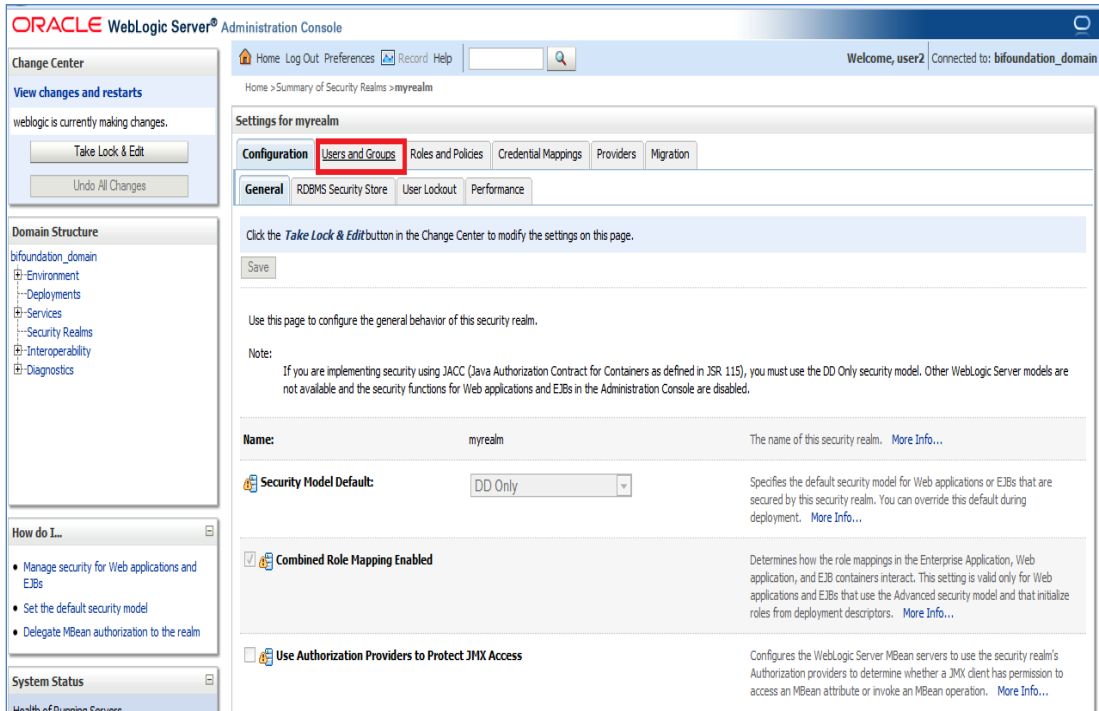 ORACLE WebLogic Server® Administration Console
Change Center
View changes and restarts
weblogic is currently making changes.
Take Lock & Edit
Undo All Changes
Domain Structure
bifoundation_domain
Environment
Deployments
Services
Security Realms
Interoperability
Diagnostics
How do I...
Manage security for Web applications and
EJBs
Set the default security model
Delegate MBean authorization to the realm
System Status
Health of Running Servers
Home Log Out Preferences Record Help
Welcome, user2 Connected to: bifoundation_domain
Home >Summary of Security Realms >myrealm
Settings for myrealm
Configuration Users and Groups Roles and Policies Credential Mappings Providers Migration
General RDBMS Security Store User Lockout Performance
Click the Take Lock & Edit button in the Change Center to modify the settings on this page.
Save
Use this page to configure the general behavior of this security realm.
Note:
If you are implementing security using JACC (Java Authorization Contract for Containers as defined in JSR 115), you must use the DD Only security model. Other WebLogic Server models are
not available and the security functions for Web applications and EJBs in the Administration Console are disabled.
Name: myrealm The name of this security realm. More Info...
Security Model Default: DD Only Specifies the default security model for Web applications or EJBs that are
secured by this security realm. You can override this default during
deployment. More Info...
Combined Role Mapping Enabled Determines how the role mappings in the Enterprise Application, Web
application, and EJB containers interact. This setting is valid only for Web
applications and EJBs that use the Advanced security model and that initialize
roles from deployment descriptors. More Info...
Use Authorization Providers to Protect JMX Access Configures the WebLogic Server MBean servers to use the security realm's
Authorization providers to determine whether a JMX client has permission to
access an MBean attribute or invoke an MBean operation. More Info...